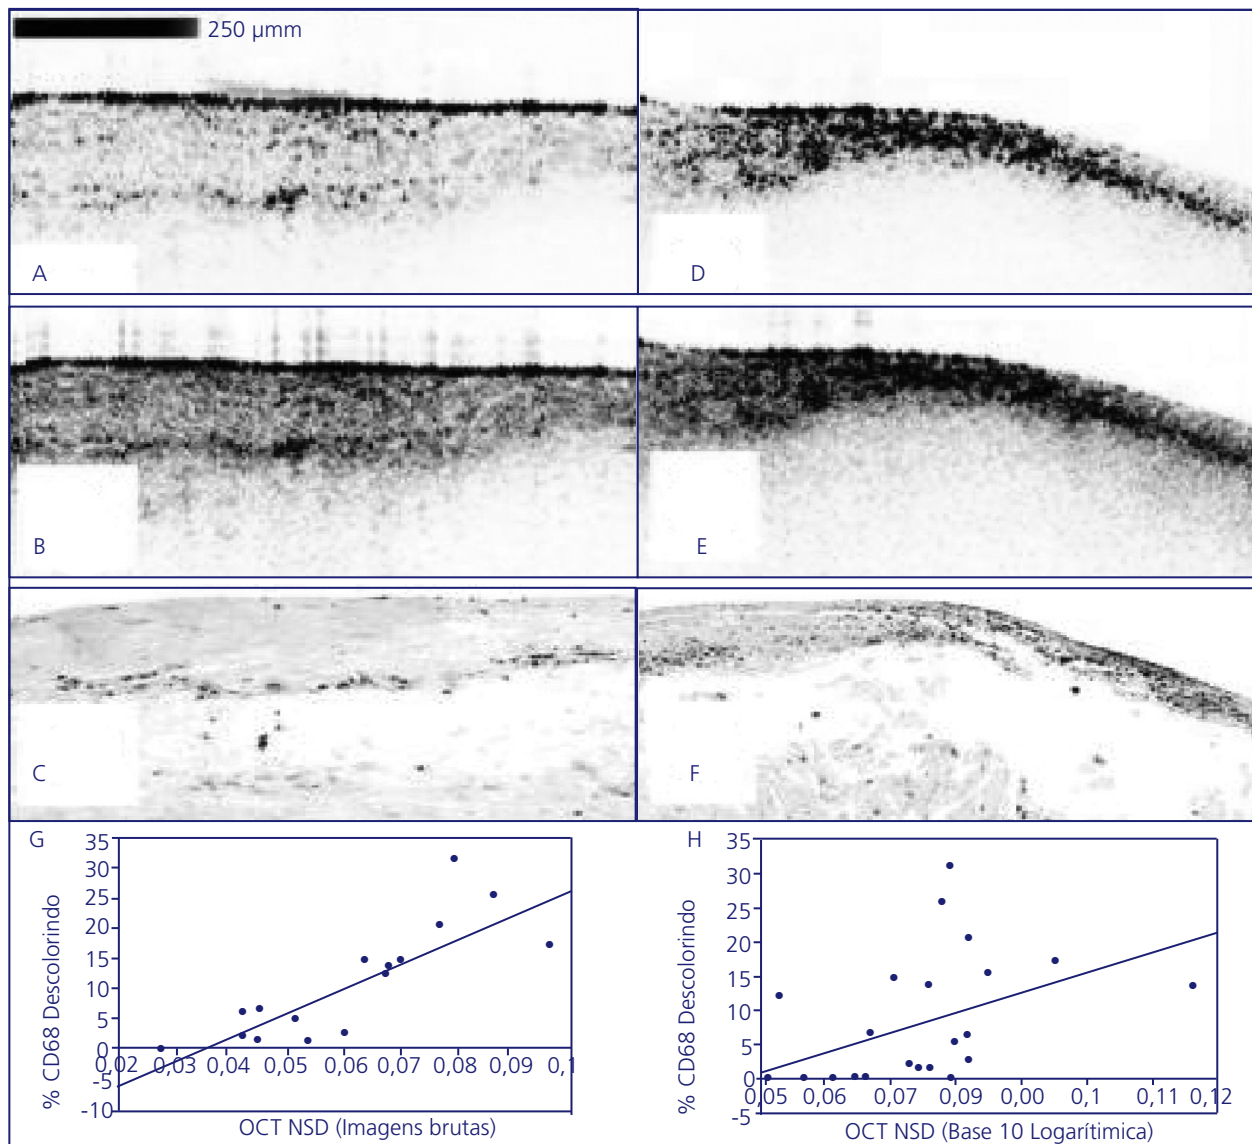 250 µmm
A
D
B
E
C
F
G
% CD68 Descolorindo
35
30
25
20
15
10
5
0
-5
-10
0,02 0,03 0,04 0,05 0,06 0,07 0,08 0,09 0,1
OCT NSD (Imagens brutas)
H
% CD68 Descolorindo
35
30
25
20
15
10
5
0
-5
0,05 0,06 0,07 0,09 0,00 0,1 0,11 0,12
OCT NSD (Base 10 Logarítimica)